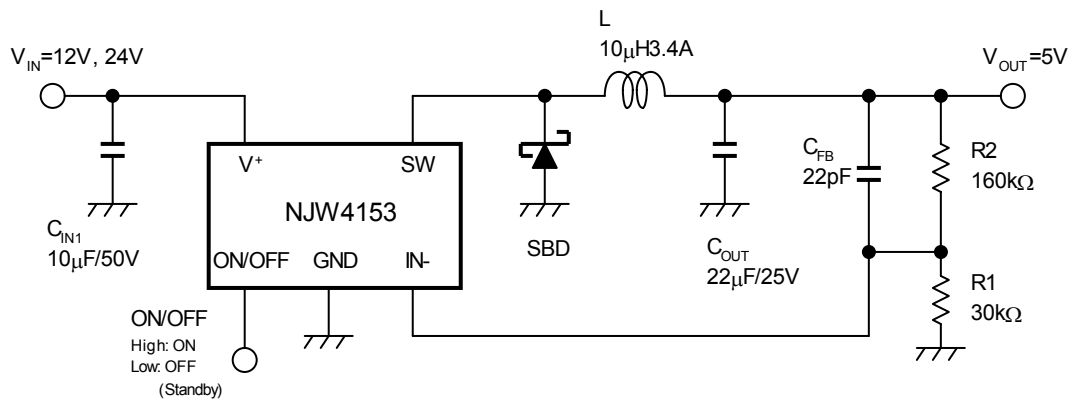 L
10μH3.4A
V_IN=12V, 24V
V_OUT=5V
V⁺
SW
C_FB
22pF
R2
160kΩ
NJW4153
C_IN1
10μF/50V
SBD
ON/OFF
GND
IN-
C_OUT
22μF/25V
R1
30kΩ
ON/OFF
High: ON
Low: OFF
(Standby)